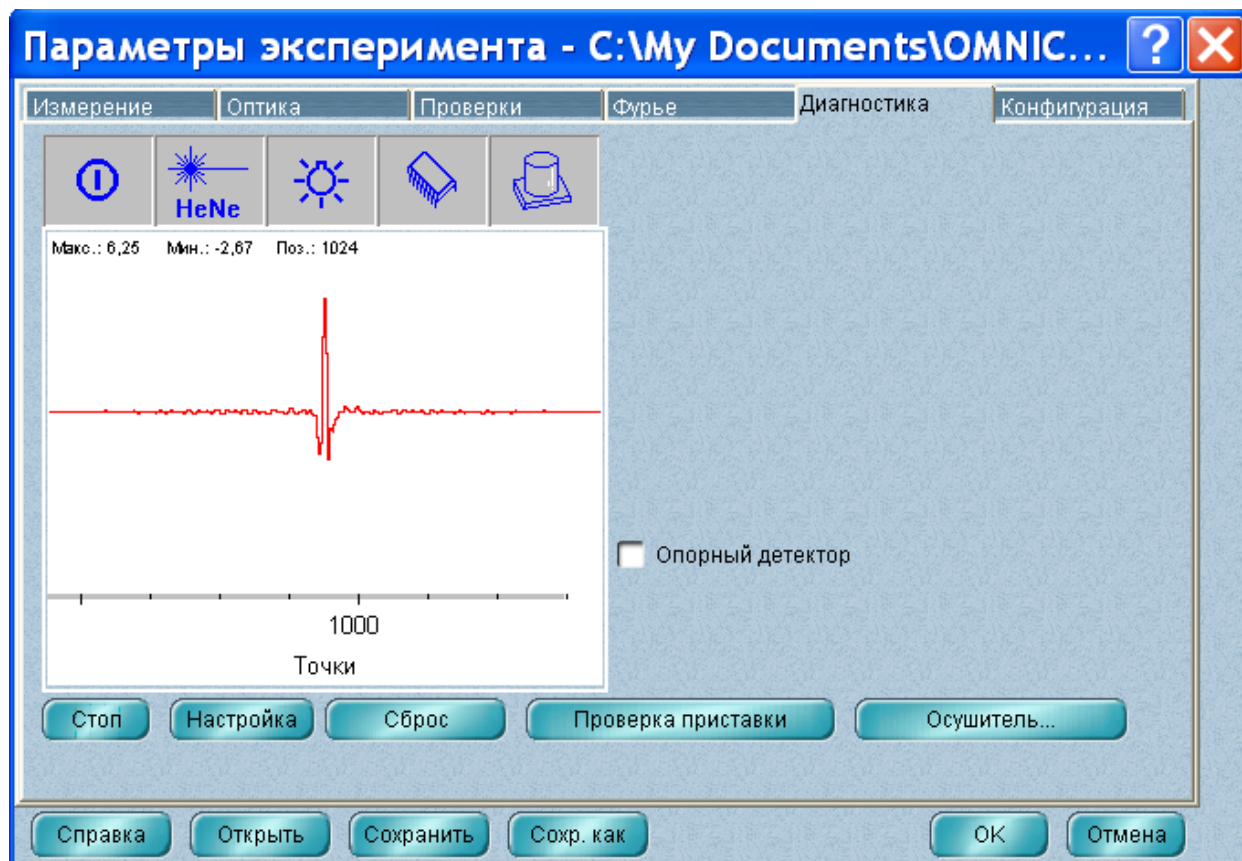 Параметры эксперимента - C:\My Documents\OMNIC...
Измерение Оптика Проверки Фурье Диагностика Конфигурация
HeNe
Макс.: 6,25 Мин.: -2,67 Поз.: 1024
Опорный детектор
1000
Точки
Стоп Настройка Сброс Проверка приставки Осушитель...
Справка Открыть Сохранить Сохр. как OK Отмена